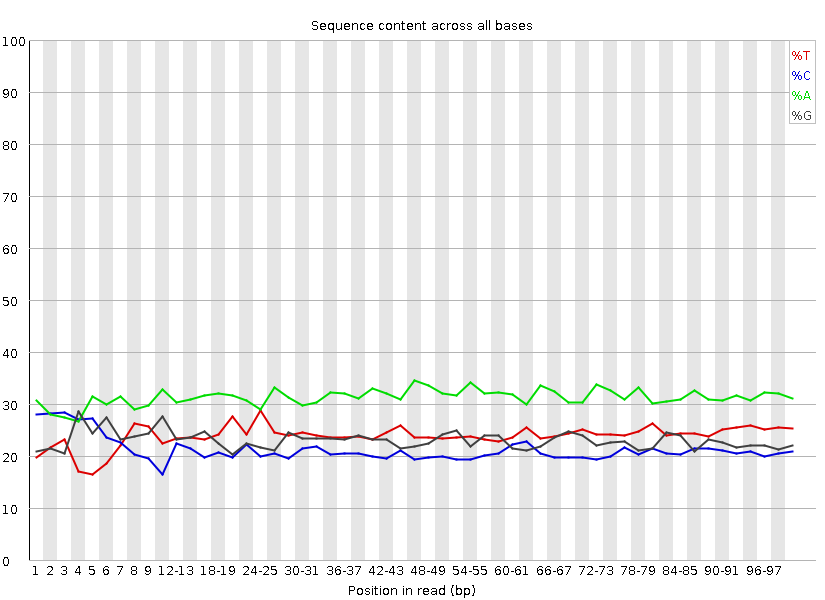 Sequence content across all bases
100
90
80
70
60
50
40
30
20
10
0
%T
%C
%A
%G
1 2 3 4 5 6 7 8 9 12-13 18-19 24-25 30-31 36-37 42-43 48-49 54-55 60-61 66-67 72-73 78-79 84-85 90-91 96-97
Position in read (bp)